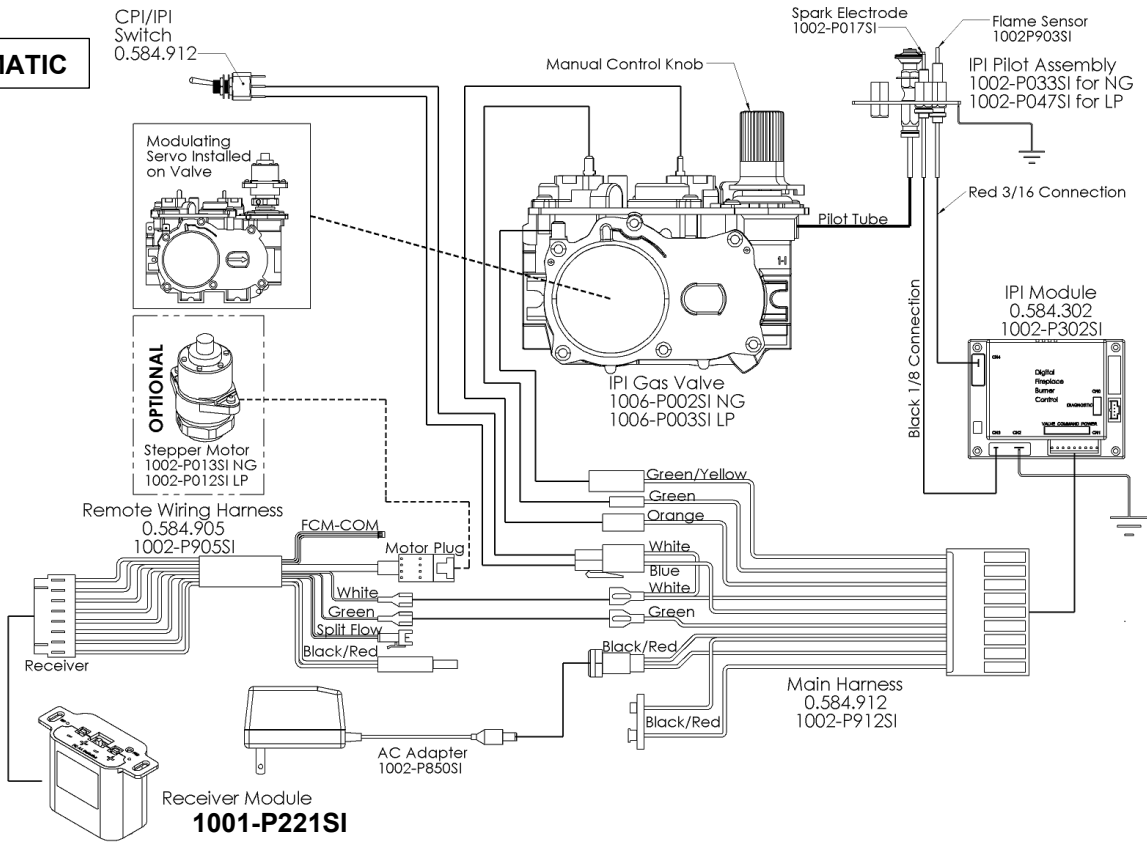 MATIC
CPI/IPI
Switch
0.584.912
Manual Control Knob
Spark Electrode
1002-P017SI
Flame Sensor
1002P903SI
IPI Pilot Assembly
1002-P033SI for NG
1002-P047SI for LP
Modulating
Servo Installed
on Valve
Red 3/16 Connection
Pilot Tube
Black 1/8 Connection
IPI Module
0.584.302
1002-P302SI
Digital
Fireplace
Burner
Control
DIAGNOSTIC
VALVE COMMAND POWER
IPI Gas Valve
1006-P002SI NG
1006-P003SI LP
OPTIONAL
Stepper Motor
1002-P013SI NG
1002-P012SI LP
Remote Wiring Harness
0.584.905
1002-P905SI
FCM-COM
Motor Plug
Green/Yellow
Green
Orange
White
Blue
White
Green
White
Green
Split Flow
Black/Red
Receiver
Black/Red
Black/Red
Main Harness
0.584.912
1002-P912SI
AC Adapter
1002-P850SI
Receiver Module
1001-P221SI